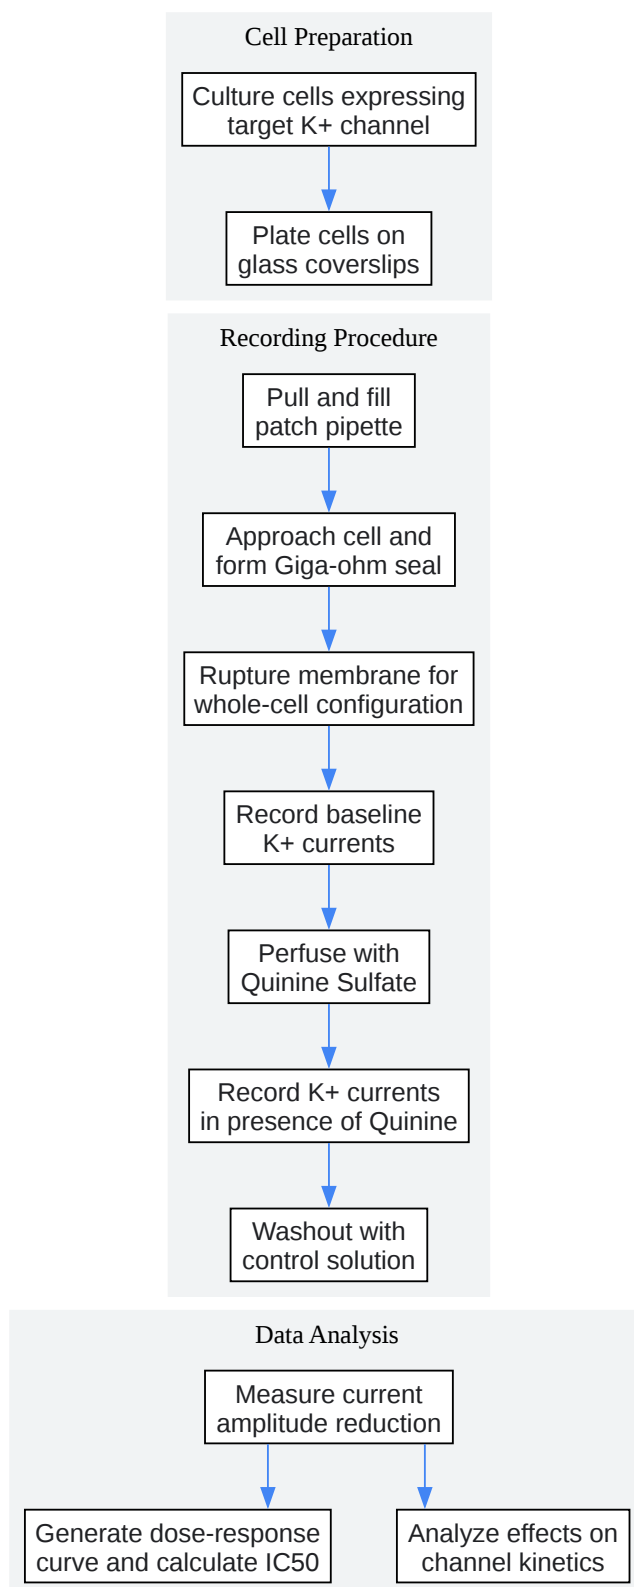 Cell Preparation
Culture cells expressing
target K+ channel
Plate cells on
glass coverslips
Recording Procedure
Pull and fill
patch pipette
Approach cell and
form Giga-ohm seal
Rupture membrane for
whole-cell configuration
Record baseline
K+ currents
Perfuse with
Quinine Sulfate
Record K+ currents
in presence of Quinine
Washout with
control solution
Data Analysis
Measure current
amplitude reduction
Generate dose-response
curve and calculate IC50
Analyze effects on
channel kinetics